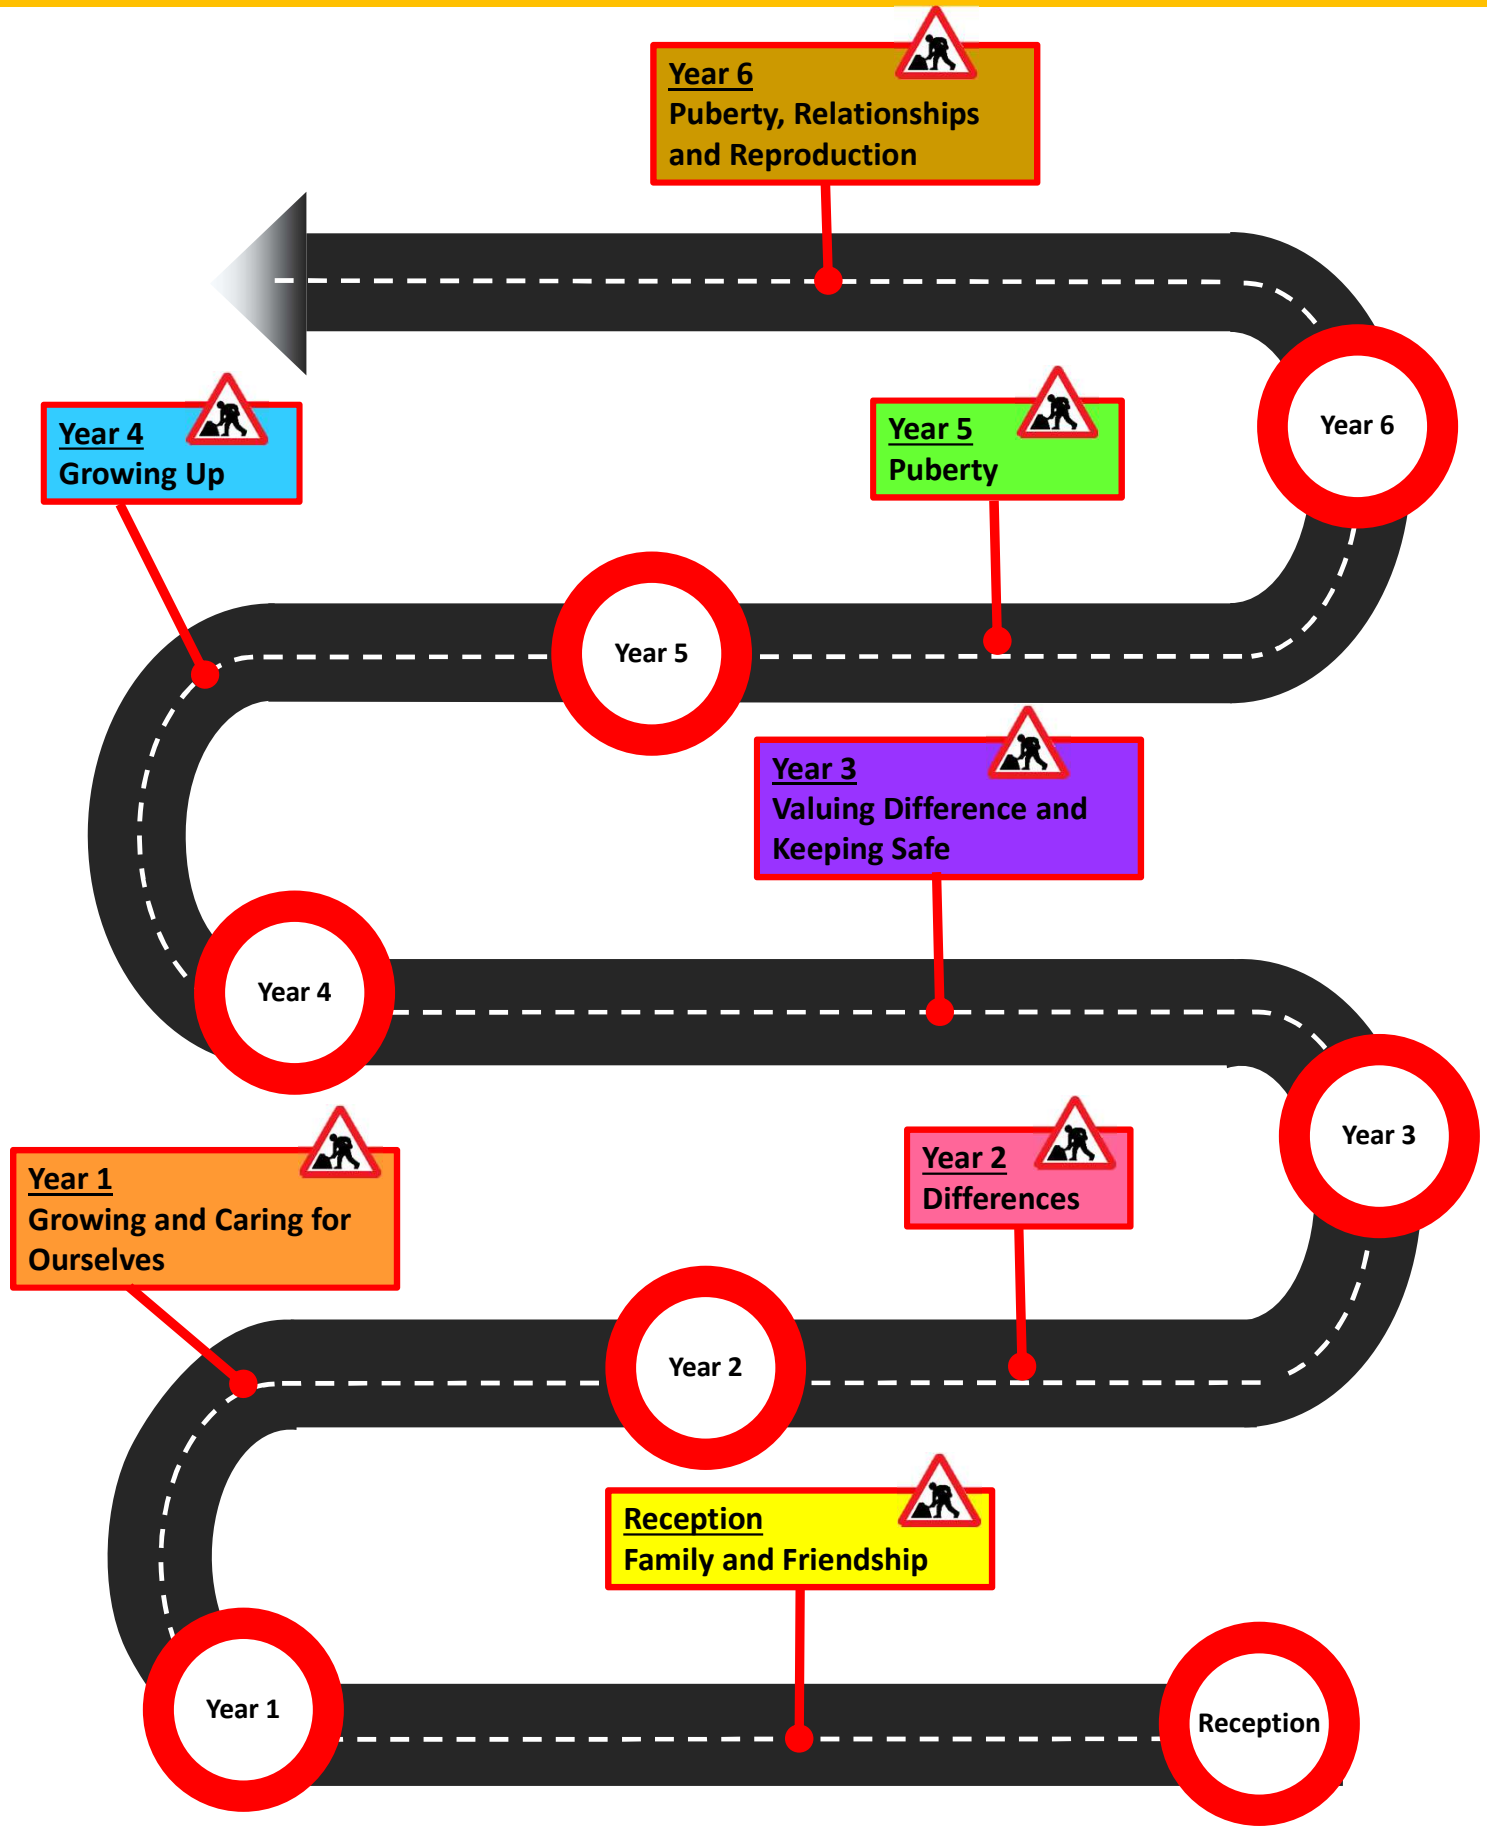 Year 6
Puberty, Relationships
and Reproduction
Year 6
Year 4
Growing Up
Year 5
Puberty
Year 5
Year 3
Valuing Difference and
Keeping Safe
Year 4
Year 3
Year 1
Growing and Caring for
Ourselves
Year 2
Differences
Year 2
Reception
Family and Friendship
Year 1
Reception